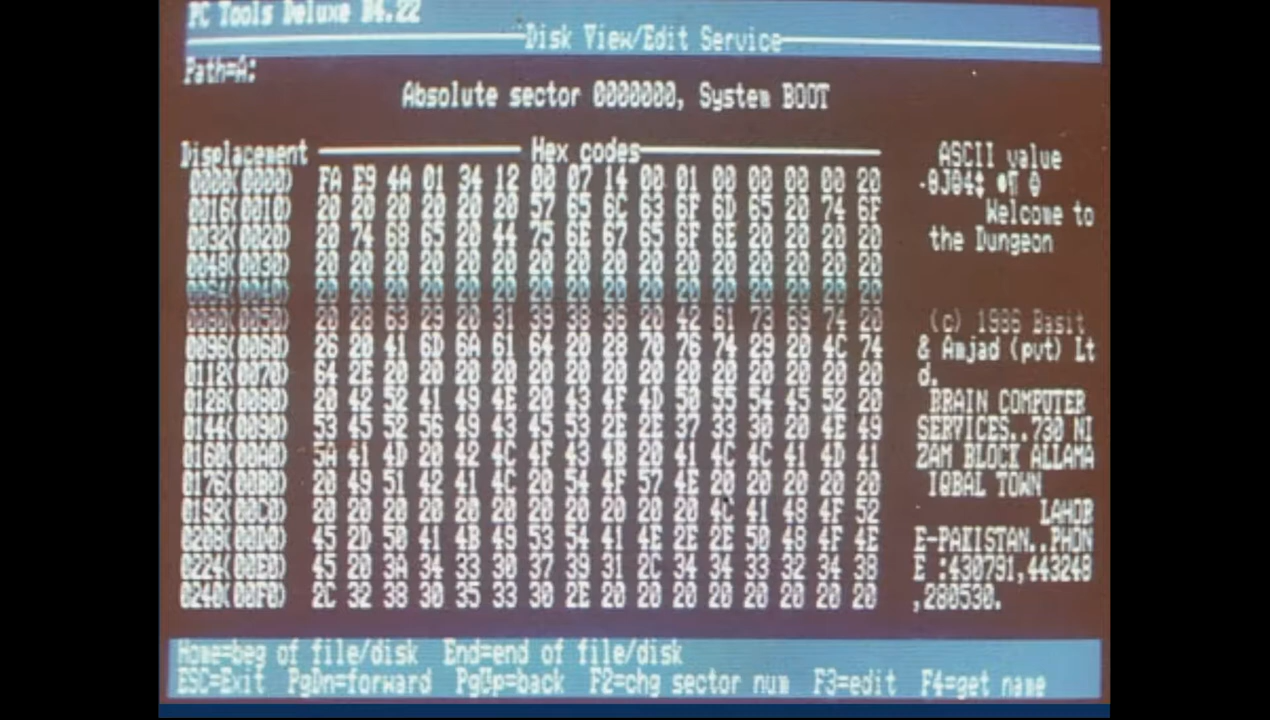 PC Tools Deluxe R4.22
Disk View/Edit Service
Path=A:
Absolute sector 0000000, System BOOT
Displacement Hex codes ASCII value
0000(0000) FA E9 4A 01 34 12 00 07 14 00 01 00 00 00 00 20
0016(0010) 20 20 20 20 20 20 57 65 6C 63 6F 6D 65 20 74 6F Welcome to
0032(0020) 20 74 68 65 20 44 75 6E 67 65 6F 6E 20 20 20 20 the Dungeon
0048(0030) 20 20 20 20 20 20 20 20 20 20 20 20 20 20 20 20
0064(0040) 20 20 20 20 20 20 20 20 20 20 20 20 20 20 20 20
0080(0050) 20 28 63 29 20 31 39 38 36 20 42 61 73 69 74 20 (c) 1986 Basit
0096(0060) 26 20 41 6D 6A 61 64 20 28 70 76 74 29 20 4C 74 & Amjad (pvt) Lt
0112(0070) 64 2E 20 20 20 20 20 20 20 20 20 20 20 20 20 20 d.
0128(0080) 20 42 52 41 49 4E 20 43 4F 4D 50 55 54 45 52 20 BRAIN COMPUTER
0144(0090) 53 45 52 56 49 43 45 53 2E 2E 37 33 30 20 4E 49 SERVICES..730 NI
0160(00A0) 5A 41 4D 20 42 4C 4F 43 4B 20 41 4C 4C 41 4D 41 ZAM BLOCK ALLAMA
0176(00B0) 20 49 51 42 41 4C 20 54 4F 57 4E 20 20 20 20 20 IQBAL TOWN
0192(00C0) 20 20 20 20 20 20 20 20 20 20 20 4C 41 48 4F 52 LAHOR
0208(00D0) 45 2D 50 41 4B 49 53 54 41 4E 2E 2E 50 48 4F 4E E-PAKISTAN..PHON
0224(00E0) 45 20 3A 34 33 30 37 39 31 2C 34 34 33 32 34 38 E :430791,443248
0240(00F0) 2C 32 38 30 35 33 30 2E 20 20 20 20 20 20 20 20 ,280530.
Home=beg of file/disk End=end of file/disk
ESC=Exit PgDn=forward PgUp=back F2=chg sector num F3=edit F4=get name